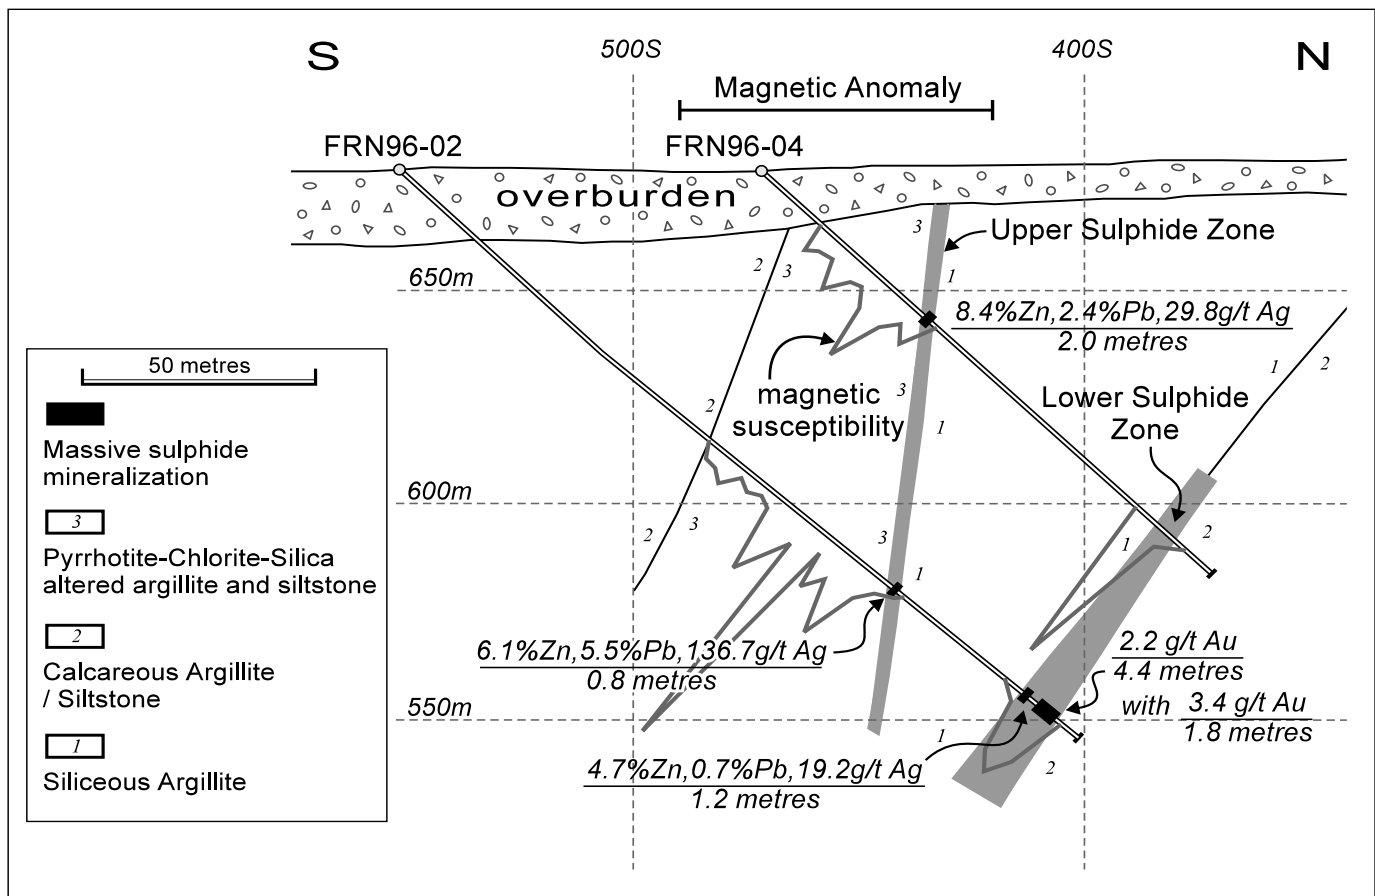 S
500S
400S
N
Magnetic Anomaly
FRN96-02
FRN96-04
overburden
3
Upper Sulphide Zone
2
3
1
650m
8.4%Zn,2.4%Pb,29.8g/t Ag
2.0 metres
1
2
50 metres
magnetic
susceptibility
3
Lower Sulphide
Zone
2
1
Massive sulphide
mineralization
600m
3
2
3
1
2
3
Pyrrhotite-Chlorite-Silica
altered argillite and siltstone
3
1
2
Calcareous Argillite
/ Siltstone
6.1%Zn,5.5%Pb,136.7g/t Ag
0.8 metres
2.2 g/t Au
4.4 metres
with 3.4 g/t Au
1.8 metres
550m
1
1
Siliceous Argillite
4.7%Zn,0.7%Pb,19.2g/t Ag
1.2 metres
2